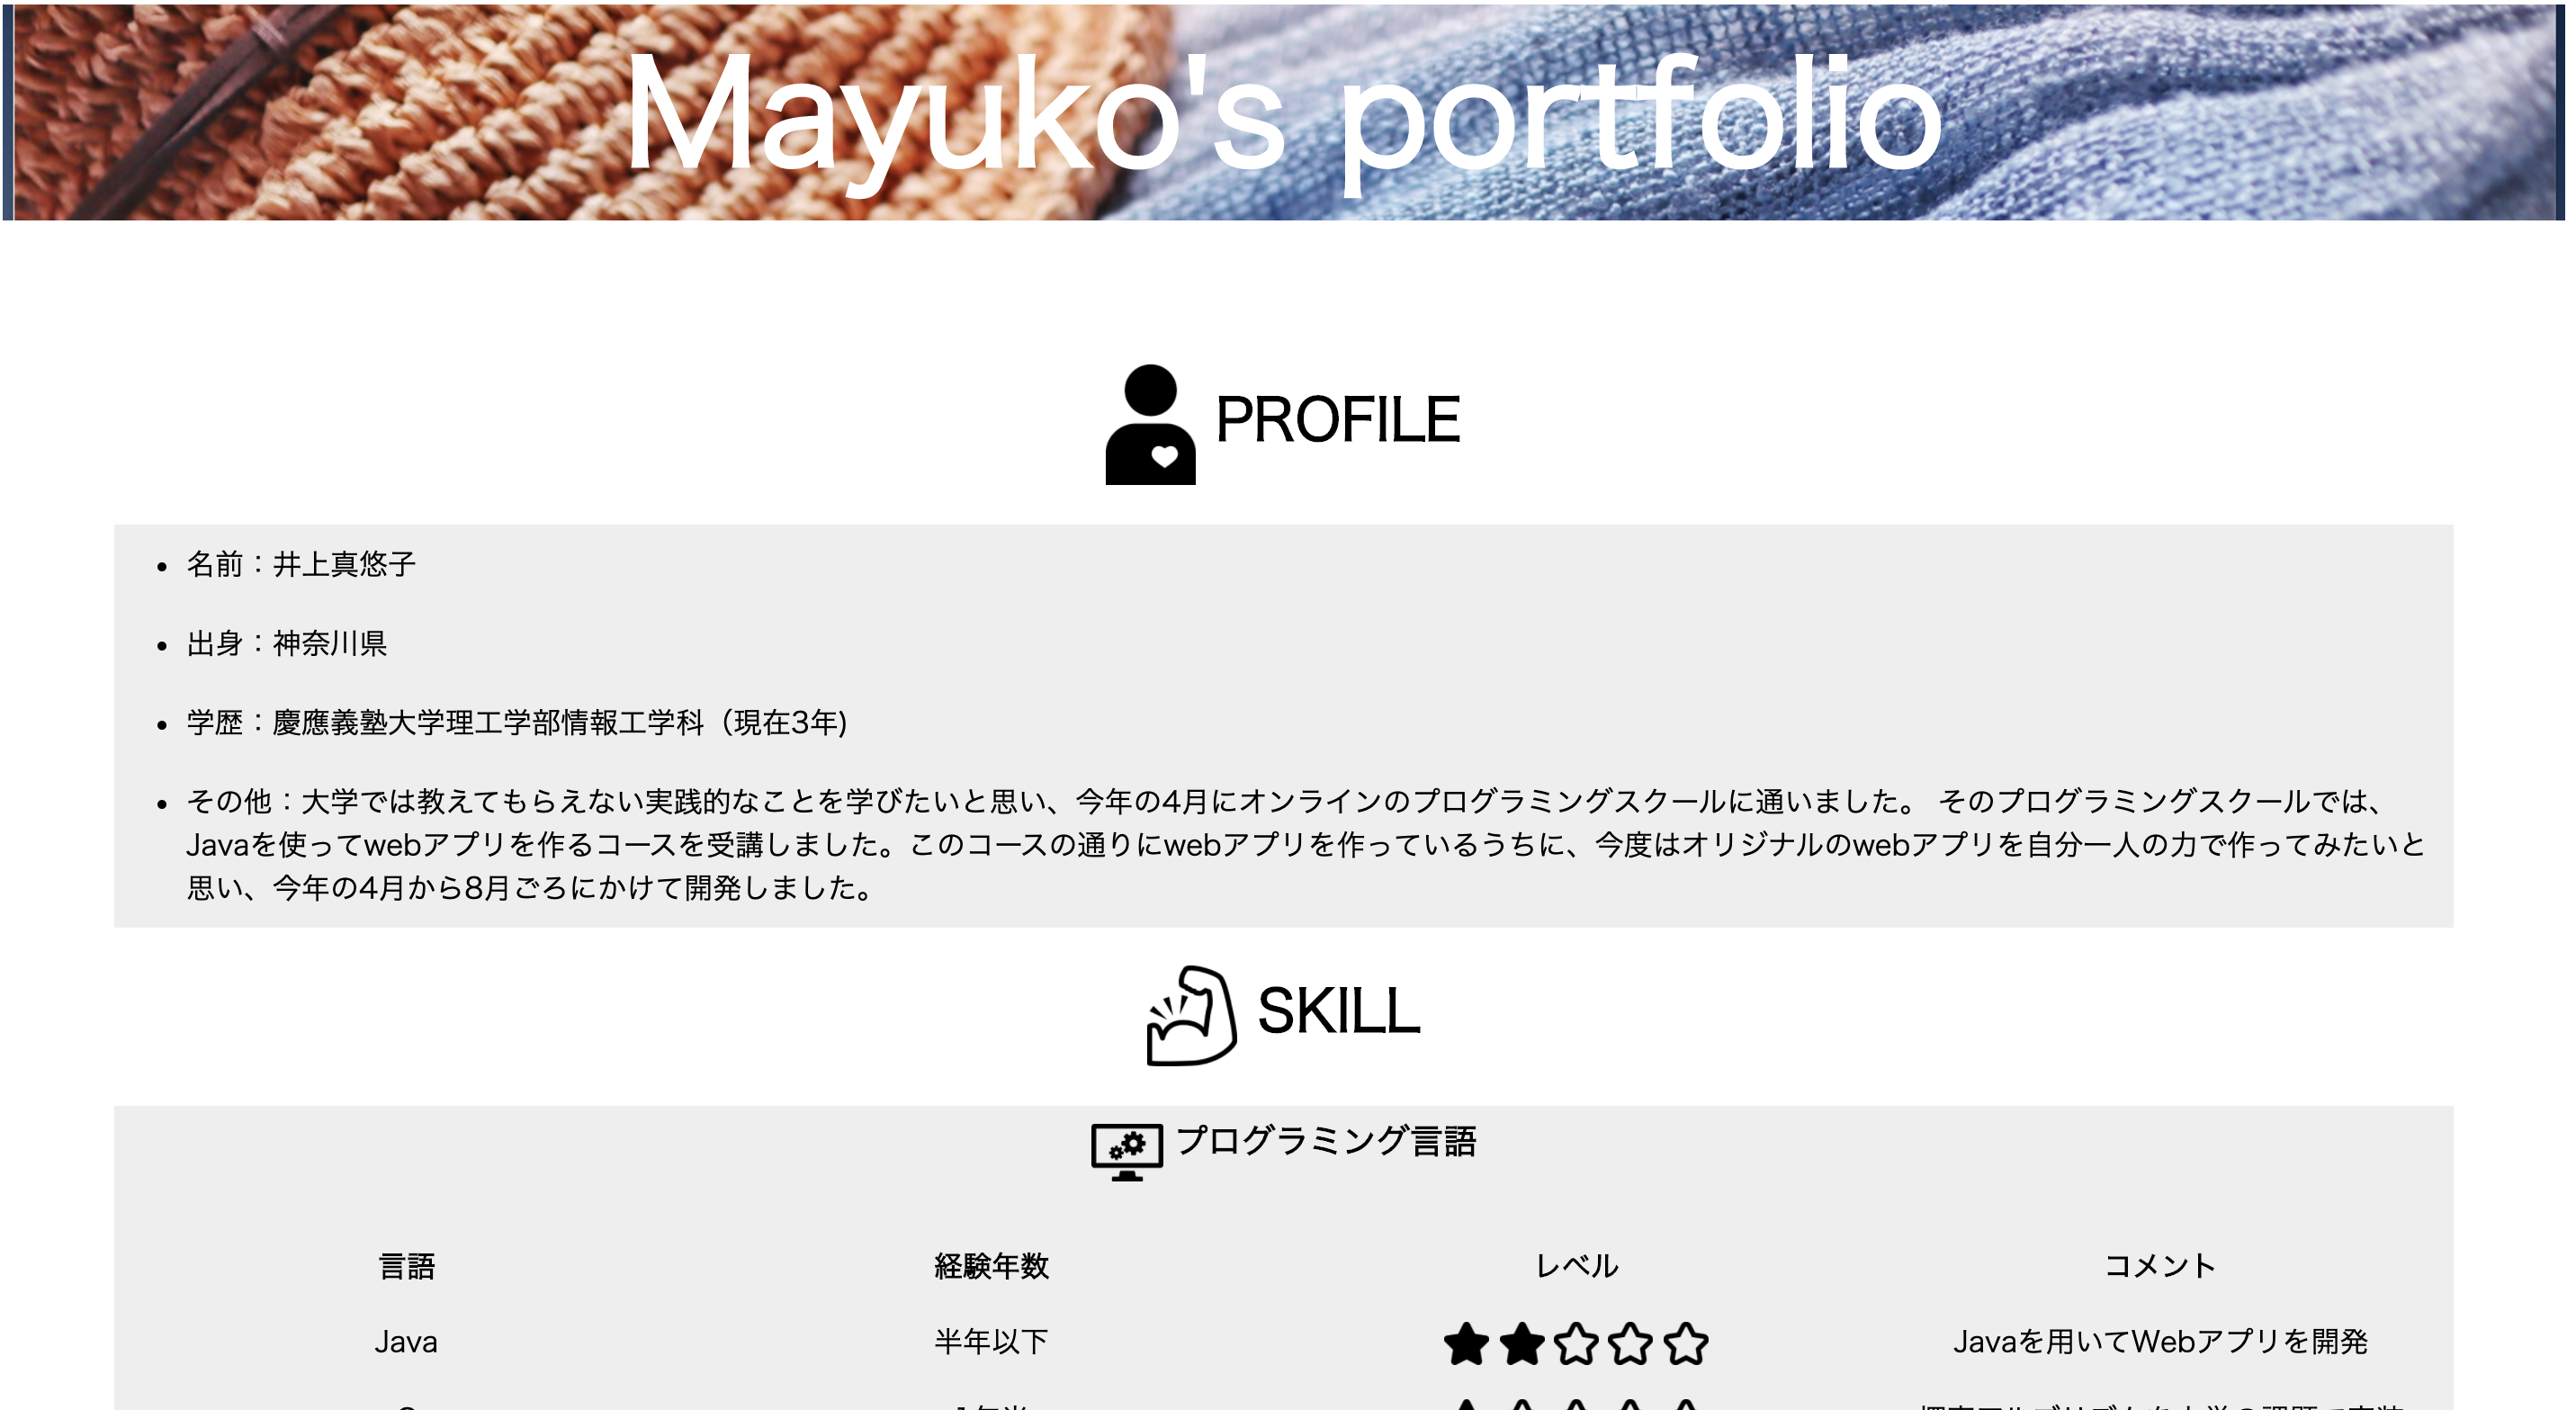 Mayuko's portfolio
PROFILE
• 名前：井上真悠子
• 出身：神奈川県
• 学歴：慶應義塾大学理工学部情報工学科（現在3年)
• その他：大学では教えてもらえない実践的なことを学びたいと思い、今年の4月にオンラインのプログラミングスクールに通いました。 そのプログラミングスクールでは、
Javaを使ってwebアプリを作るコースを受講しました。このコースの通りにwebアプリを作っているうちに、今度はオリジナルのwebアプリを自分一人の力で作ってみたいと
思い、今年の4月から8月ごろにかけて開発しました。
SKILL
プログラミング言語
言語 経験年数 レベル コメント
Java 半年以下 ★★☆☆☆ Javaを用いてWebアプリを開発